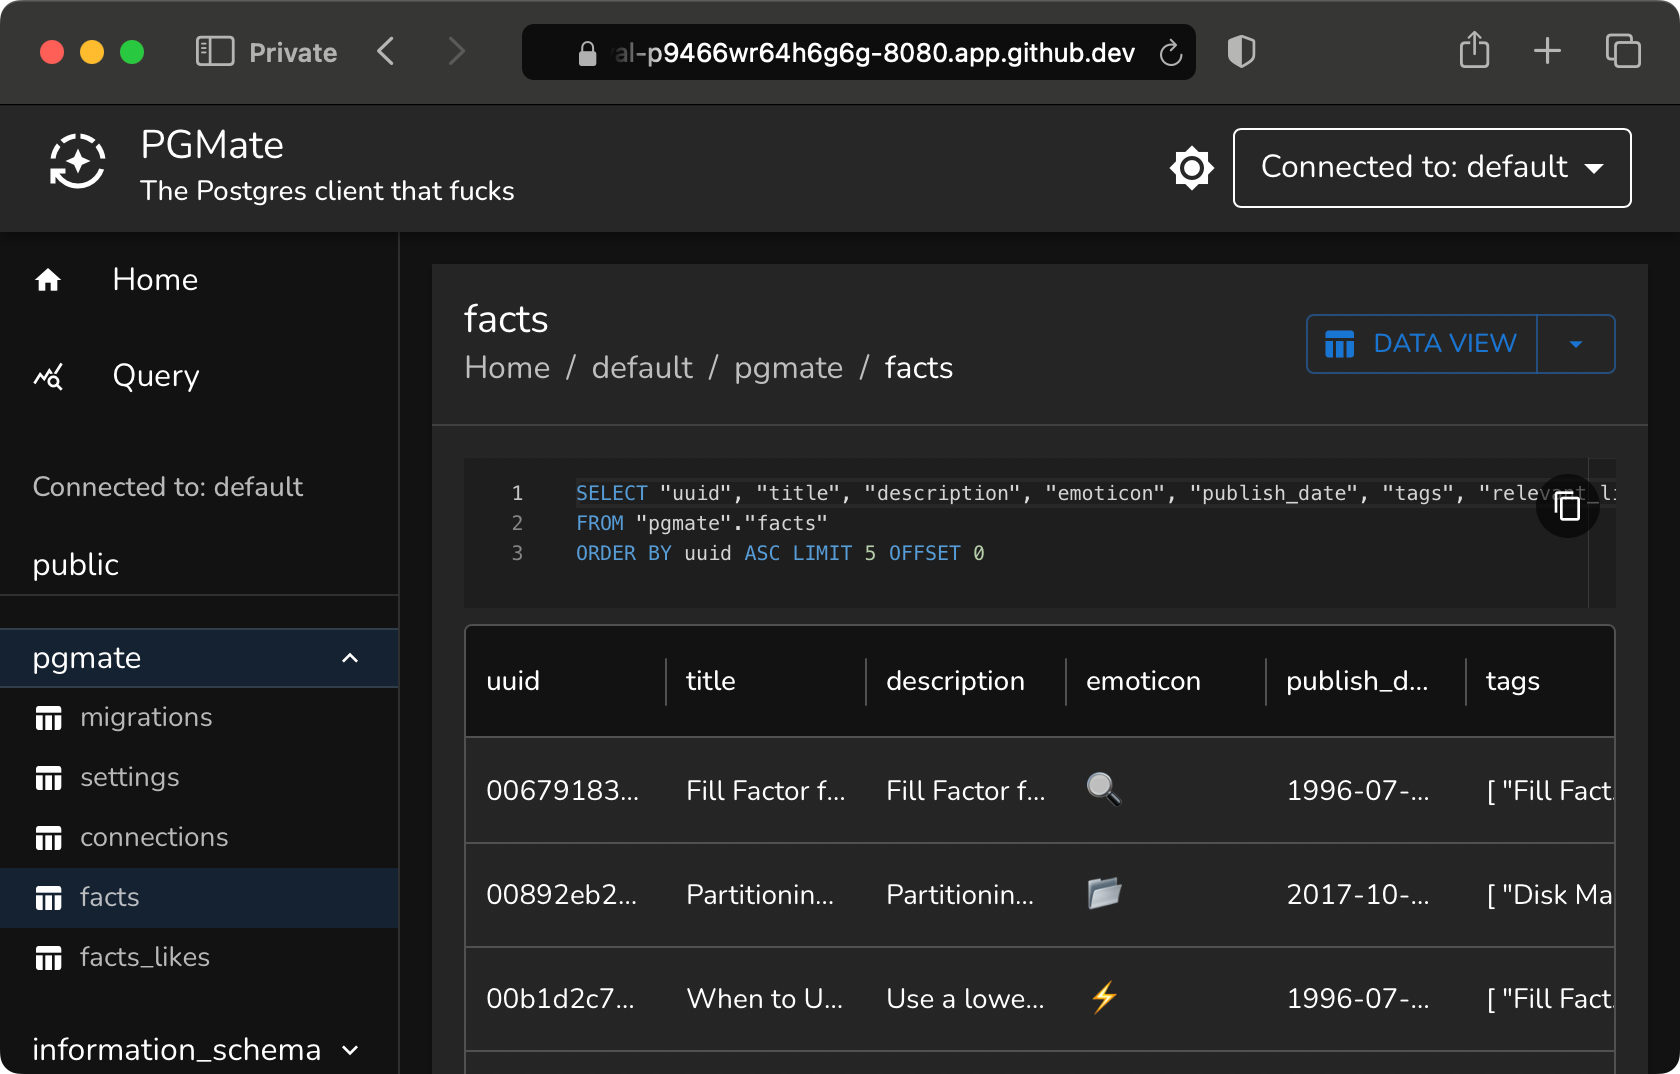 Private
al-p9466wr64h6g6g-8080.app.github.dev
PGMate
The Postgres client that fucks
Connected to: default
Home
Query
Connected to: default
public
pgmate
migrations
settings
connections
facts
facts_likes
information_schema
facts
Home / default / pgmate / facts
DATA VIEW
1 SELECT "uuid", "title", "description", "emoticon", "publish_date", "tags", "relevant_li
2 FROM "pgmate"."facts"
3 ORDER BY uuid ASC LIMIT 5 OFFSET 0
uuid title description emoticon publish_d... tags
00679183... Fill Factor f... Fill Factor f... 🔍 1996-07-... [ "Fill Fact.
00892eb2... Partitionin... Partitionin... 📂 2017-10-... [ "Disk Ma
00b1d2c7... When to U... Use a lowe... ⚡ 1996-07-... [ "Fill Fact.